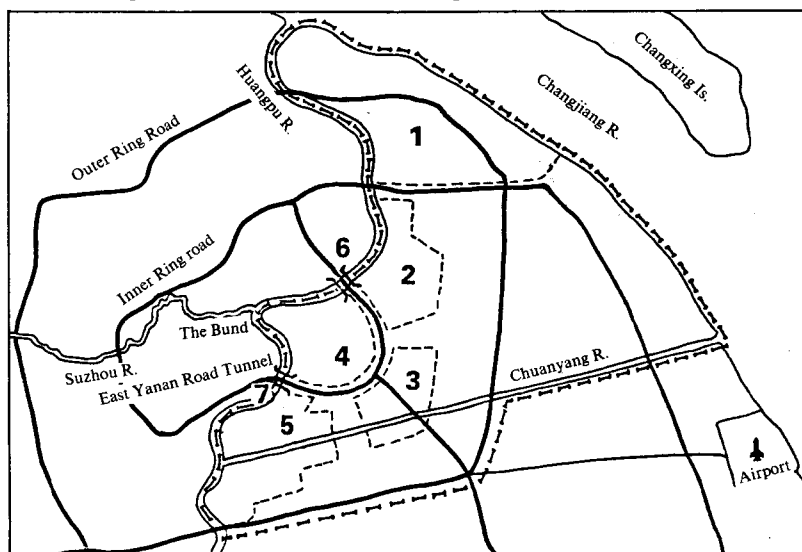 Changxing Is.
Changjiang R.
Huangpu R.
Outer Ring Road
1
Inner Ring road
6
2
The Bund
Suzhou R.
East Yanan Road Tunnel
4
3
Chuanyang R.
7
5
Airport